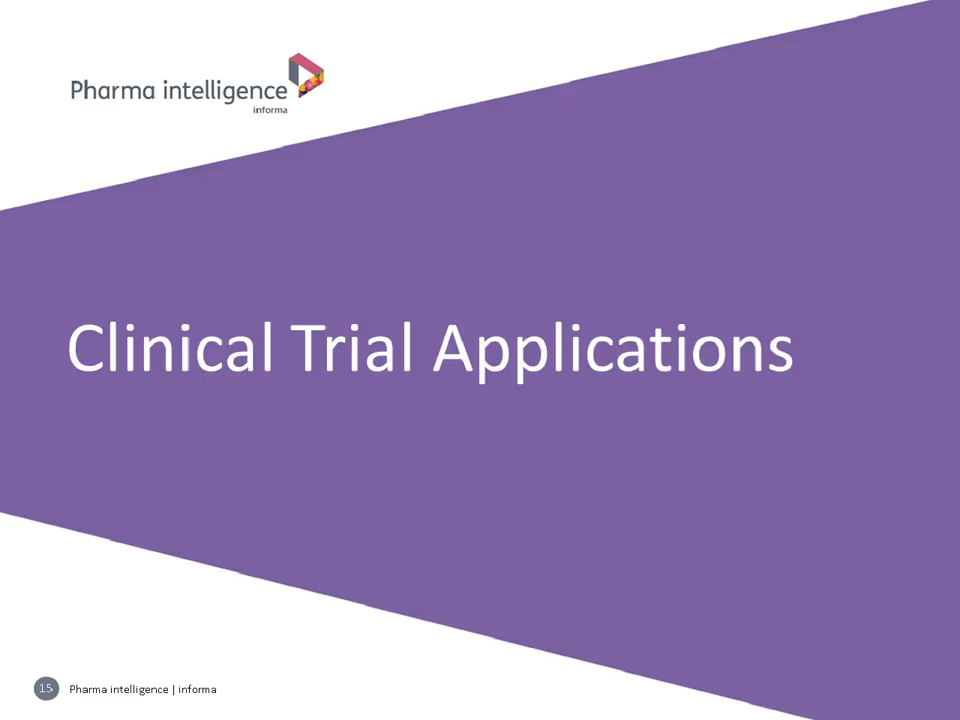 Pharma intelligence
informa
Clinical Trial Applications
15 Pharma intelligence | informa